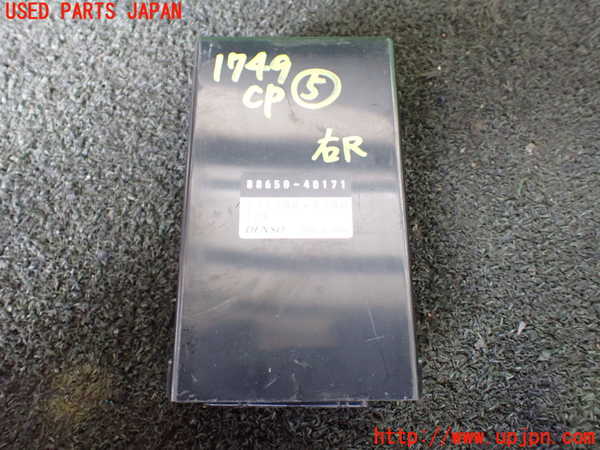 USED PARTS JAPAN
1749
CP ⑤
右R
88650-48171
DENSO
http://www.upjpn.com/